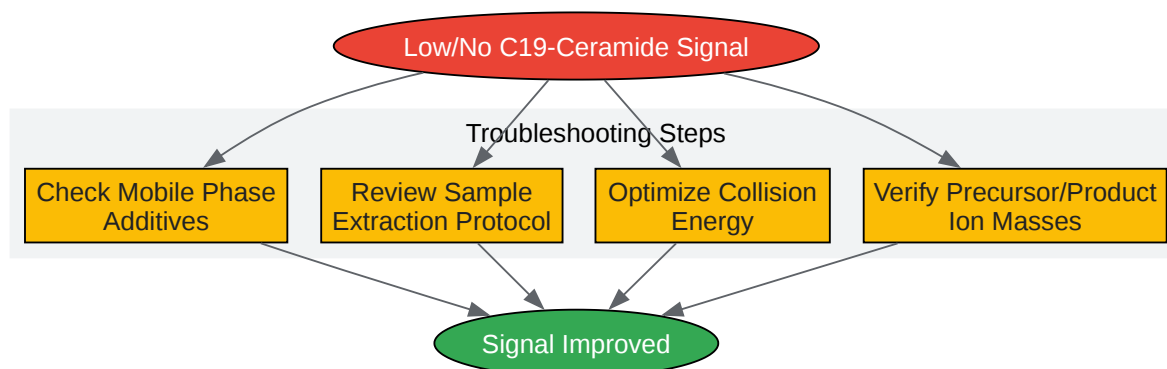 Low/No C19-Ceramide Signal
Troubleshooting Steps
Check Mobile Phase
Additives
Review Sample
Extraction Protocol
Optimize Collision
Energy
Verify Precursor/Product
Ion Masses
Signal Improved